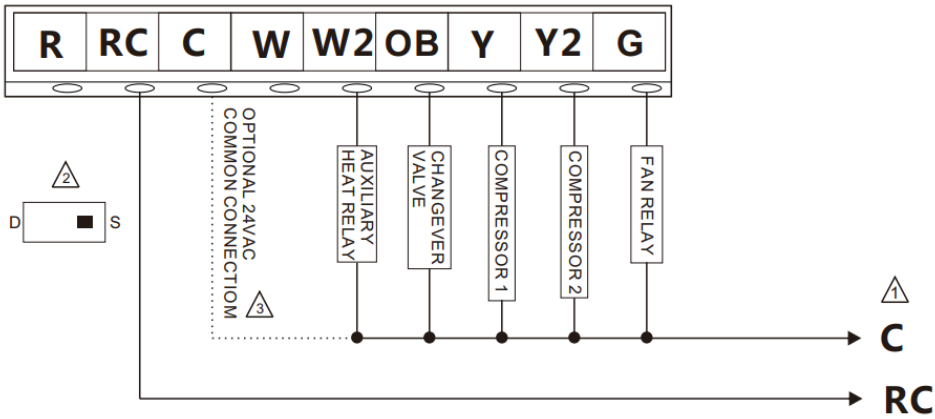 R RC C W W2 OB Y Y2 G
OPTIONAL 24VAC
COMMON CONNECTIOM
AUXILIARY
HEAT RELAY
CHANGEVER
VALVE
COMPRESSOR 1
COMPRESSOR 2
FAN RELAY
2
D S
3
1
C
RC